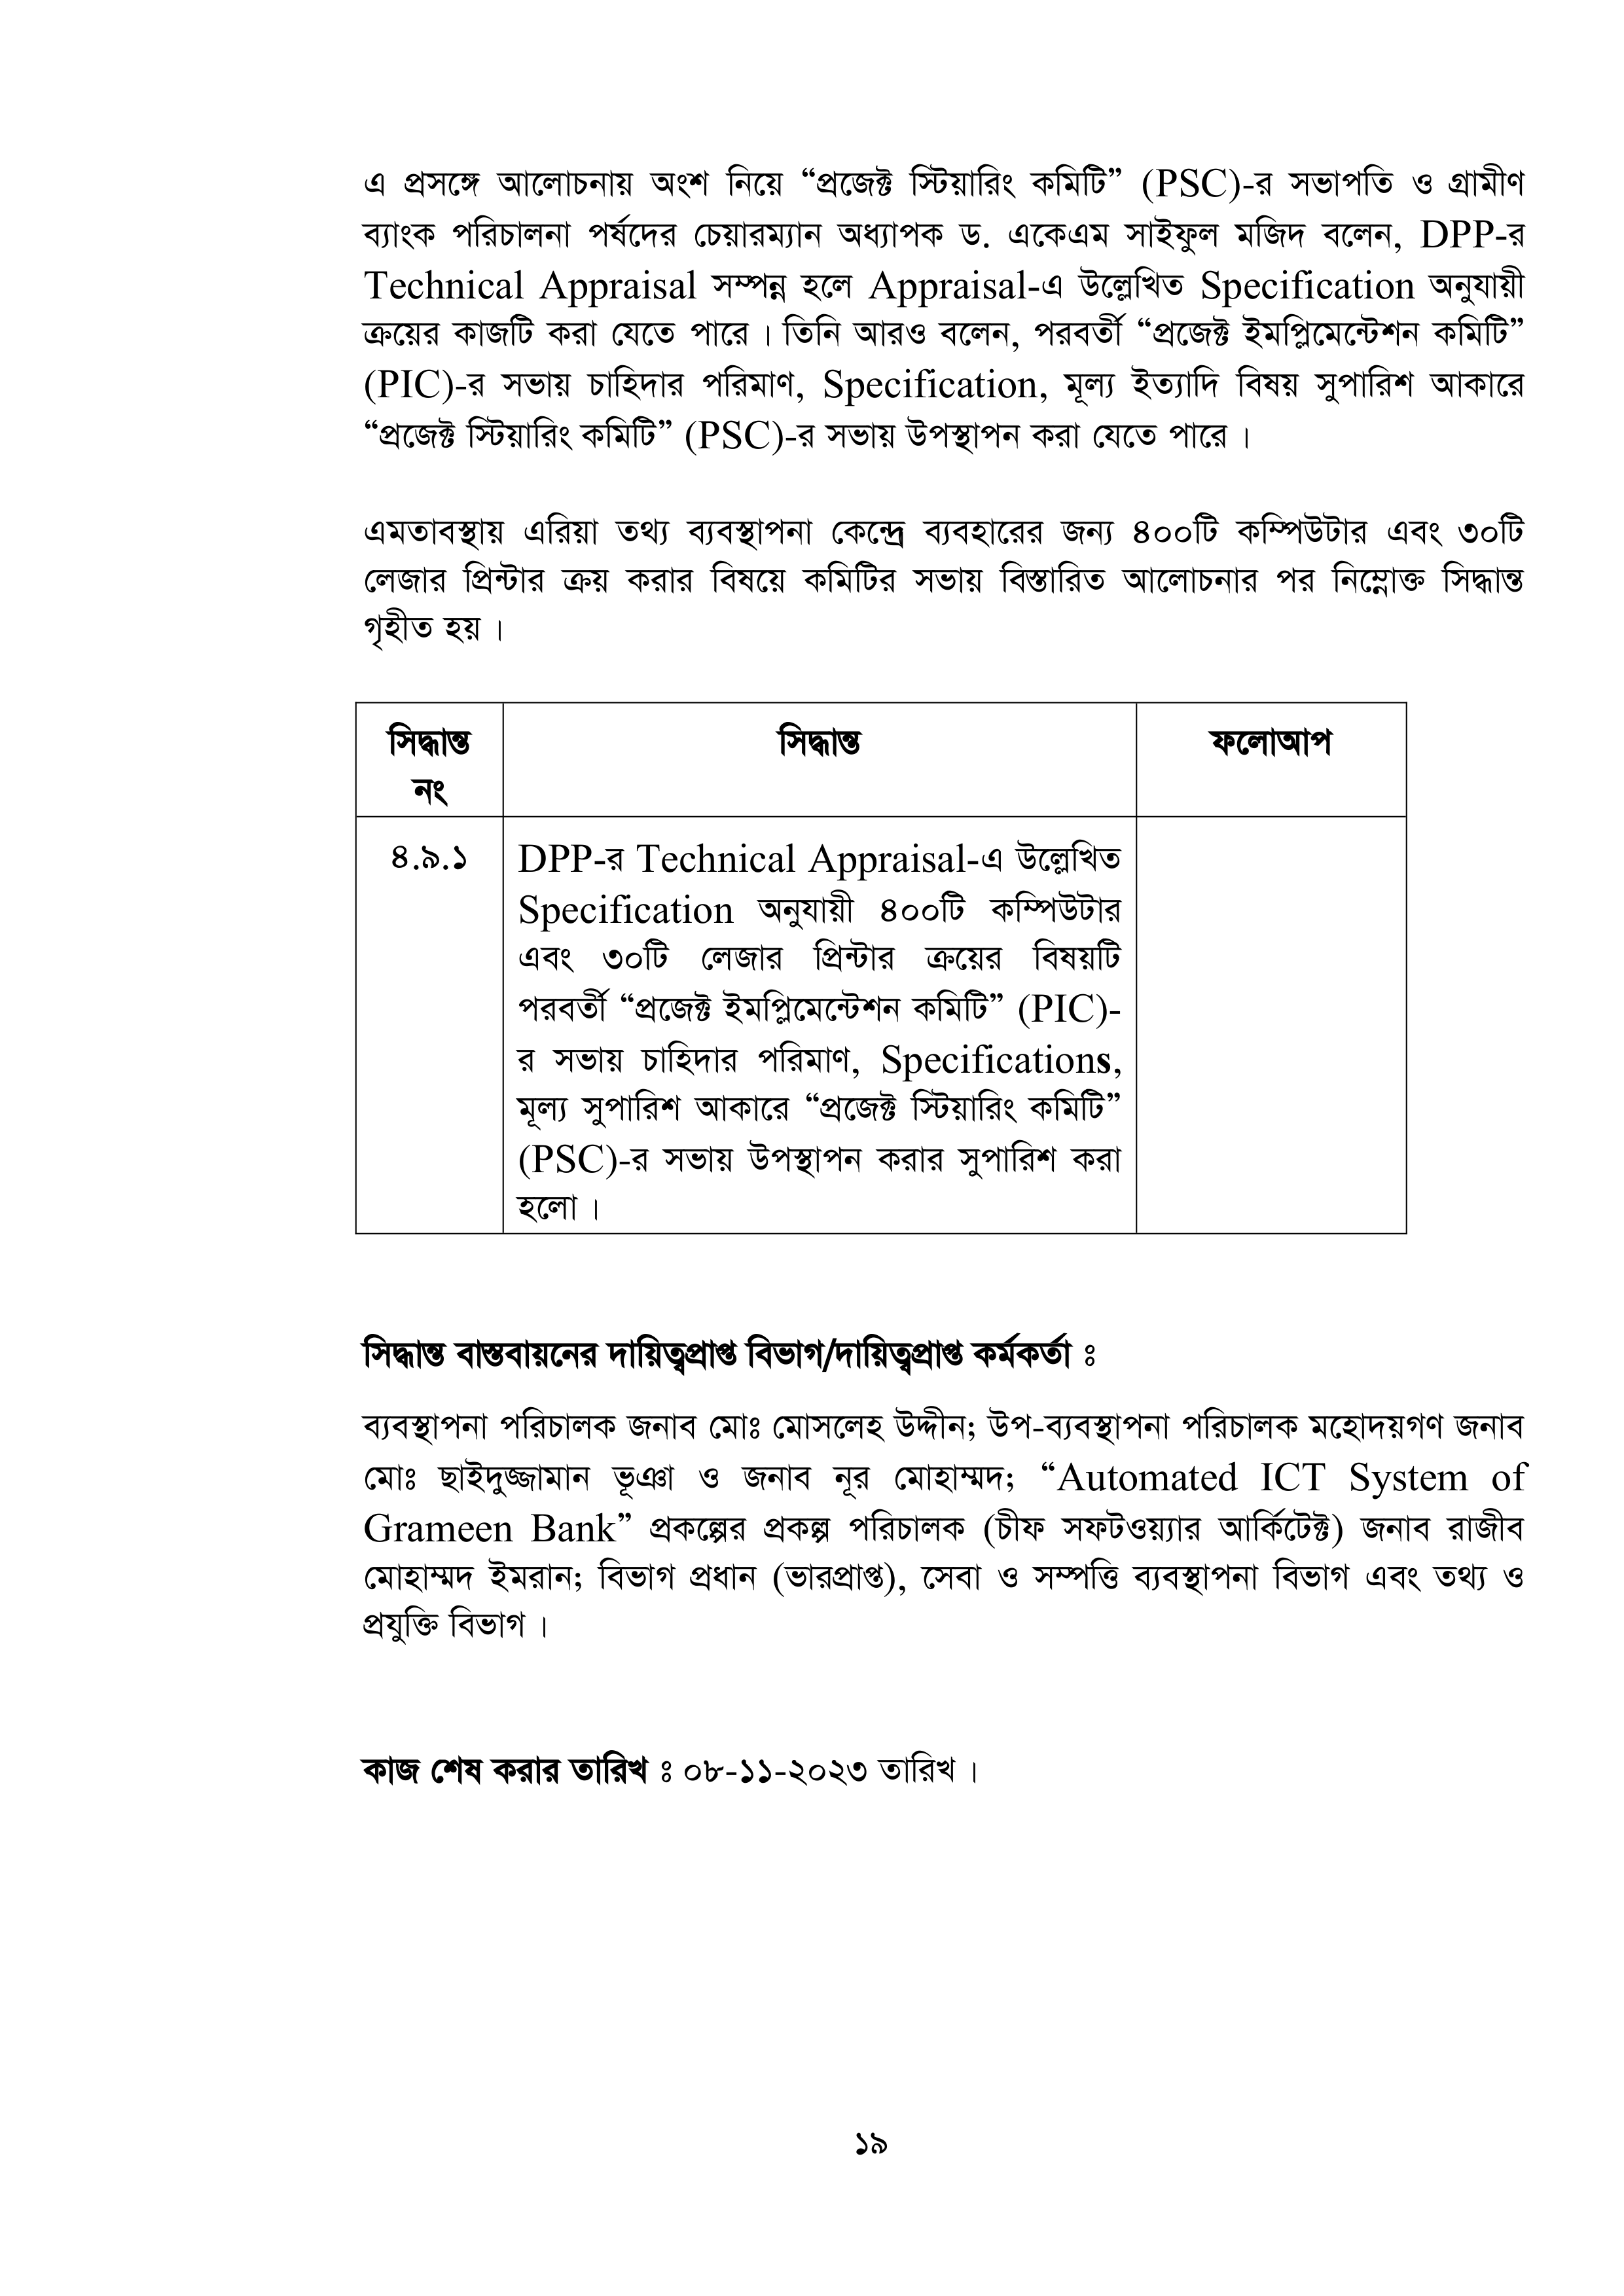 এ প্রসঙ্গে আলোচনায় অংশ নিয়ে “প্রজেক্ট স্টিয়ারিং কমিটি” (PSC)-র সভাপতি ও গ্রামীণ
ব্যাংক পরিচালনা পর্ষদের চেয়ারম্যান অধ্যাপক ড. একেএম সাইফুল মজিদ বলেন, DPP-র
Technical Appraisal সম্পন্ন হলে Appraisal-এ উল্লেখিত Specification অনুযায়ী
ক্রয়ের কাজটি করা যেতে পারে। তিনি আরও বলেন, পরবর্তী “প্রজেক্ট ইমপ্লিমেন্টেশন কমিটি”
(PIC)-র সভায় চাহিদার পরিমাণ, Specification, মূল্য ইত্যাদি বিষয় সুপারিশ আকারে
“প্রজেক্ট স্টিয়ারিং কমিটি” (PSC)-র সভায় উপস্থাপন করা যেতে পারে।
এমতাবস্থায় এরিয়া তথ্য ব্যবস্থাপনা কেন্দ্রে ব্যবহারের জন্য ৪০০টি কম্পিউটার এবং ৩০টি
লেজার প্রিন্টার ক্রয় করার বিষয়ে কমিটির সভায় বিস্তারিত আলোচনার পর নিম্নোক্ত সিদ্ধান্ত
গৃহীত হয়।
সিদ্ধান্ত নং
সিদ্ধান্ত
ফলোআপ
৪.৯.১
DPP-র Technical Appraisal-এ উল্লেখিত
Specification অনুযায়ী ৪০০টি কম্পিউটার
এবং ৩০টি লেজার প্রিন্টার ক্রয়ের বিষয়টি
পরবর্তী “প্রজেক্ট ইমপ্লিমেন্টেশন কমিটি” (PIC)-
র সভায় চাহিদার পরিমাণ, Specifications,
মূল্য সুপারিশ আকারে “প্রজেক্ট স্টিয়ারিং কমিটি”
(PSC)-র সভায় উপস্থাপন করার সুপারিশ করা
হলো।
সিদ্ধান্ত বাস্তবায়নের দায়িত্বপ্রাপ্ত বিভাগ/দায়িত্বপ্রাপ্ত কর্মকর্তা ঃ
ব্যবস্থাপনা পরিচালক জনাব মোঃ মোসলেহ উদ্দীন; উপ-ব্যবস্থাপনা পরিচালক মহোদয়গণ জনাব
মোঃ ছাইদুজ্জামান ভূঞা ও জনাব নূর মোহাম্মদ; “Automated ICT System of
Grameen Bank” প্রকল্পের প্রকল্প পরিচালক (চীফ সফটওয়্যার আর্কিটেক্ট) জনাব রাজীব
মোহাম্মদ ইমরান; বিভাগ প্রধান (ভারপ্রাপ্ত), সেবা ও সম্পত্তি ব্যবস্থাপনা বিভাগ এবং তথ্য ও
প্রযুক্তি বিভাগ।
কাজ শেষ করার তারিখ ঃ ০৮-১১-২০২৩ তারিখ।
১৯